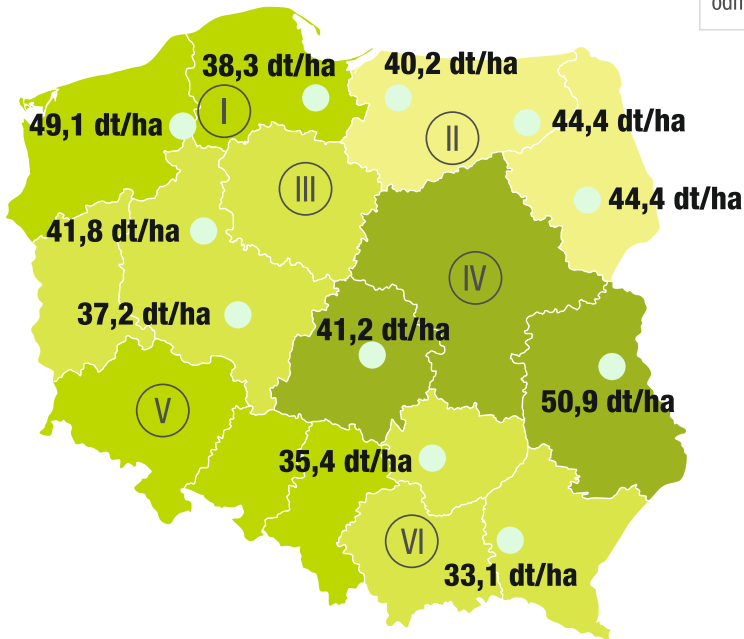 38,3 dt/ha
40,2 dt/ha
49,1 dt/ha
I
II
44,4 dt/ha
III
44,4 dt/ha
41,8 dt/ha
IV
37,2 dt/ha
41,2 dt/ha
V
50,9 dt/ha
35,4 dt/ha
VI
33,1 dt/ha